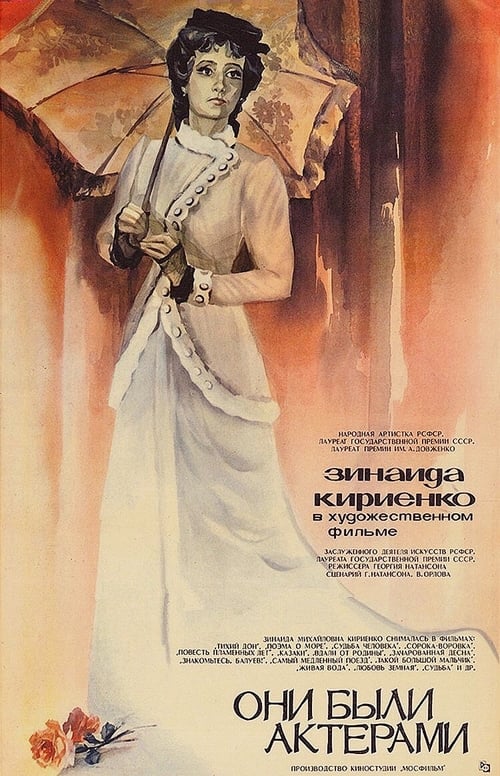 НАРОДНАЯ АРТИСТКА РСФСР,
ЛАУРЕАТ ГОСУДАРСТВЕННОЙ ПРЕМИИ СССР,
ЛАУРЕАТ ПРЕМИИ ИМ. А. ДОВЖЕНКО
ЗИНАИДА
КИРИЕНКО
В ХУДОЖЕСТВЕННОМ
ФИЛЬМЕ
ЗАСЛУЖЕННОГО ДЕЯТЕЛЯ ИСКУССТВ РСФСР,
ЛАУРЕАТА ГОСУДАРСТВЕННОЙ ПРЕМИИ СССР,
РЕЖИССЕРА ГЕОРГИЯ НАТАНСОНА
СЦЕНАРИЙ Г. НАТАНСОНА, В. ОРЛОВА
ЗИНАИДА МИХАЙЛОВНА КИРИЕНКО СНИМАЛАСЬ В ФИЛЬМАХ:
„ТИХИЙ ДОН“, „ПОЭМА О МОРЕ“, „СУДЬБА ЧЕЛОВЕКА“, „СОРОКА-ВОРОВКА“,
„ПОВЕСТЬ ПЛАМЕННЫХ ЛЕТ“, „КАЗАКИ“, „ВДАЛИ ОТ РОДИНЫ“, „ЗАЧАРОВАННАЯ ДЕСНА“,
„ЗНАКОМЬТЕСЬ, БАЛУЕВ!“, „САМЫЙ МЕДЛЕННЫЙ ПОЕЗД“, „ТАКОЙ БОЛЬШОЙ МАЛЬЧИК“,
„ЖИВАЯ ВОДА“, „ЛЮБОВЬ ЗЕМНАЯ“, „СУДЬБА“ И ДР.
ОНИ БЫЛИ
АКТЕРАМИ
ПРОИЗВОДСТВО КИНОСТУДИИ „МОСФИЛЬМ“